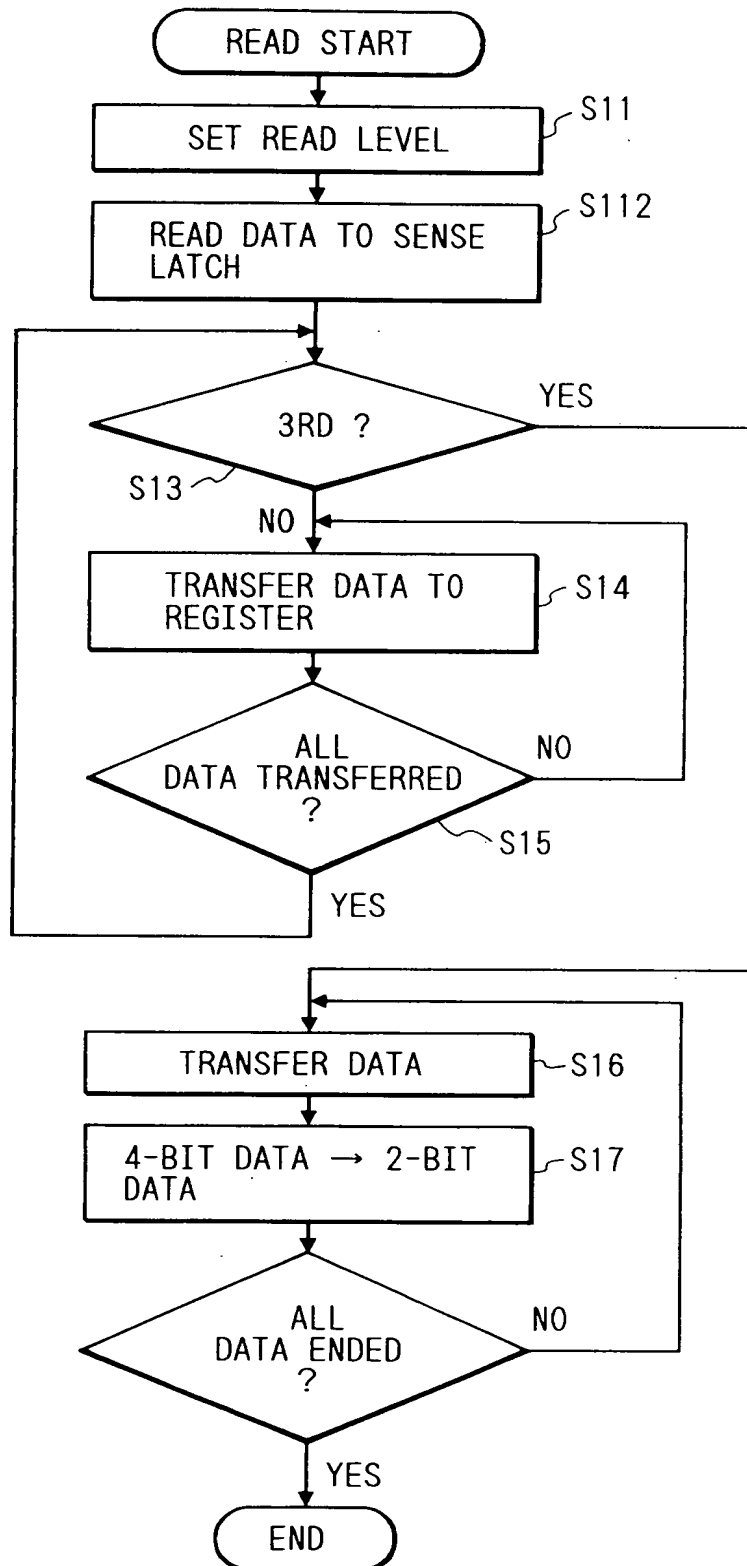 READ START
S11
SET READ LEVEL
S112
READ DATA TO SENSE
LATCH
YES
3RD ?
S13
NO
TRANSFER DATA TO
REGISTER
S14
ALL
DATA TRANSFERRED
?
NO
S15
YES
TRANSFER DATA
S16
4-BIT DATA → 2-BIT
DATA
S17
ALL
DATA ENDED
?
NO
YES
END